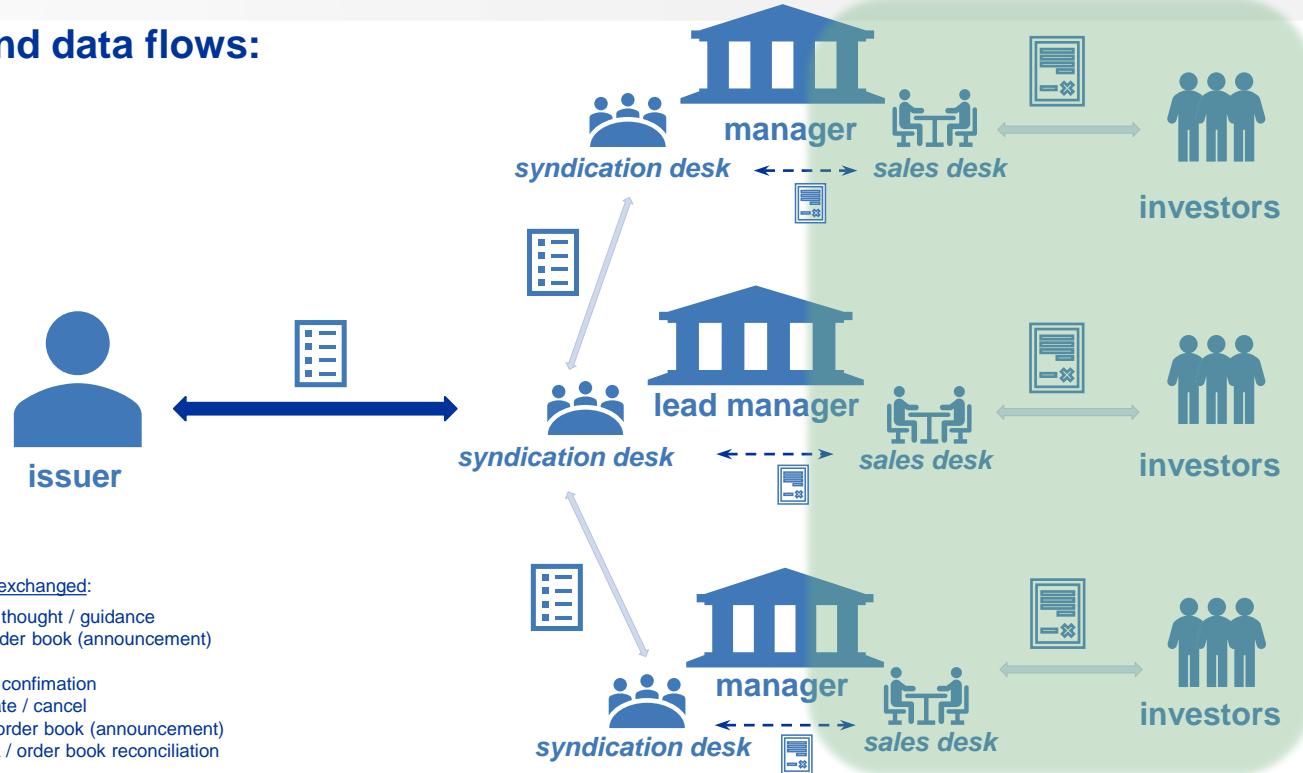 nd data flows:
manager
syndication desk
sales desk
investors
lead manager
syndication desk
sales desk
investors
issuer
exchanged:
thought / guidance
der book (announcement)
confimation
ate / cancel
order book (announcement)
/ order book reconciliation
manager
syndication desk
sales desk
investors